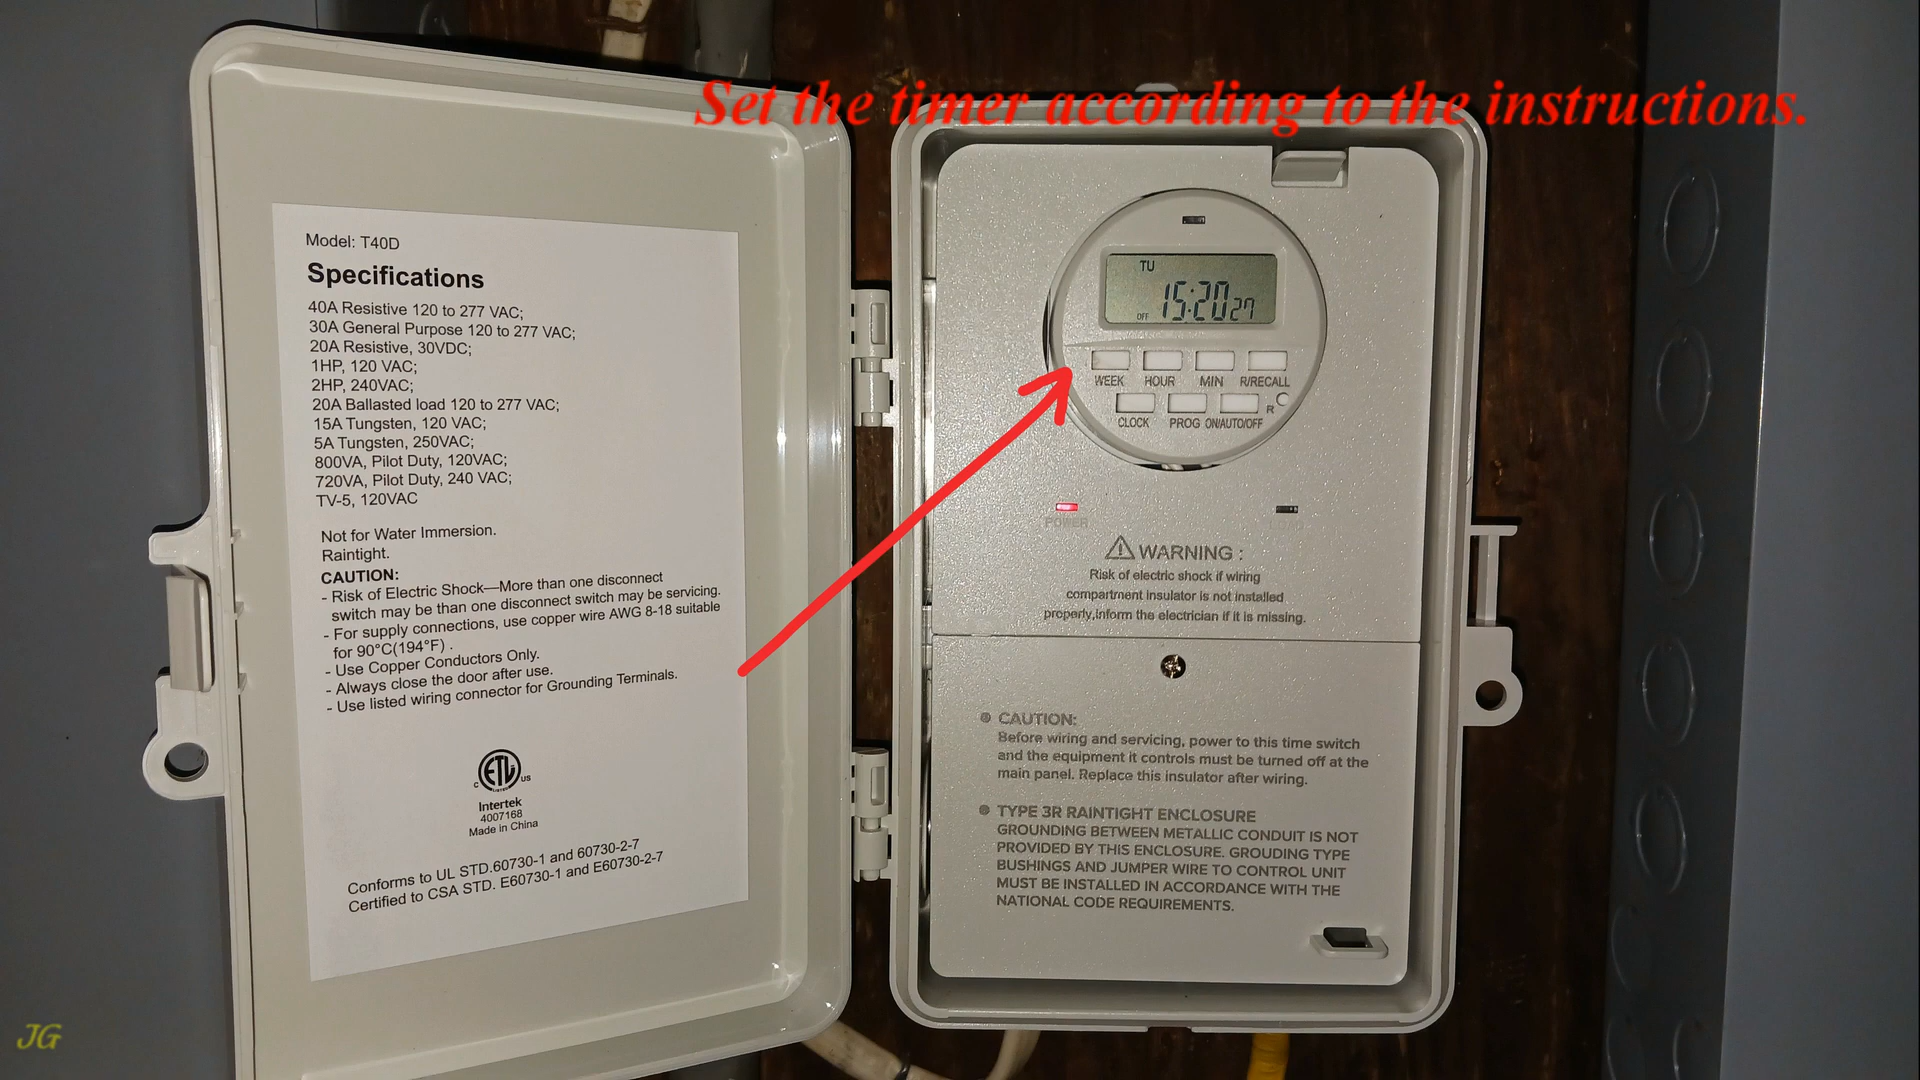 Set the timer according to the instructions.
Model: T40D
Specifications
40A Resistive 120 to 277 VAC;
30A General Purpose 120 to 277 VAC;
20A Resistive, 30VDC;
1HP, 120 VAC;
2HP, 240VAC;
20A Ballasted load 120 to 277 VAC;
15A Tungsten, 120 VAC;
5A Tungsten, 250VAC;
800VA, Pilot Duty, 120VAC;
720VA, Pilot Duty, 240 VAC;
TV-5, 120VAC
Not for Water Immersion.
Raintight.
CAUTION:
- Risk of Electric Shock—More than one disconnect
switch may be than one disconnect switch may be servicing.
- For supply connections, use copper wire AWG 8-18 suitable
for 90°C(194°F) .
- Use Copper Conductors Only.
- Always close the door after use.
- Use listed wiring connector for Grounding Terminals.
C ETL US
LISTED
Intertek
4007168
Made in China
Conforms to UL STD.60730-1 and 60730-2-7
Certified to CSA STD. E60730-1 and E60730-2-7
TU
OFF 15:20 27
WEEK HOUR MIN R/RECALL
CLOCK PROG ON/AUTO/OFF R
POWER
WARNING :
Risk of electric shock if wiring
compartment insulator is not installed
properly,inform the electrician if it is missing.
CAUTION:
Before wiring and servicing, power to this time switch
and the equipment it controls must be turned off at the
main panel. Replace this insulator after wiring.
TYPE 3R RAINTIGHT ENCLOSURE
GROUNDING BETWEEN METALLIC CONDUIT IS NOT
PROVIDED BY THIS ENCLOSURE. GROUDING TYPE
BUSHINGS AND JUMPER WIRE TO CONTROL UNIT
MUST BE INSTALLED IN ACCORDANCE WITH THE
NATIONAL CODE REQUIREMENTS.
JG